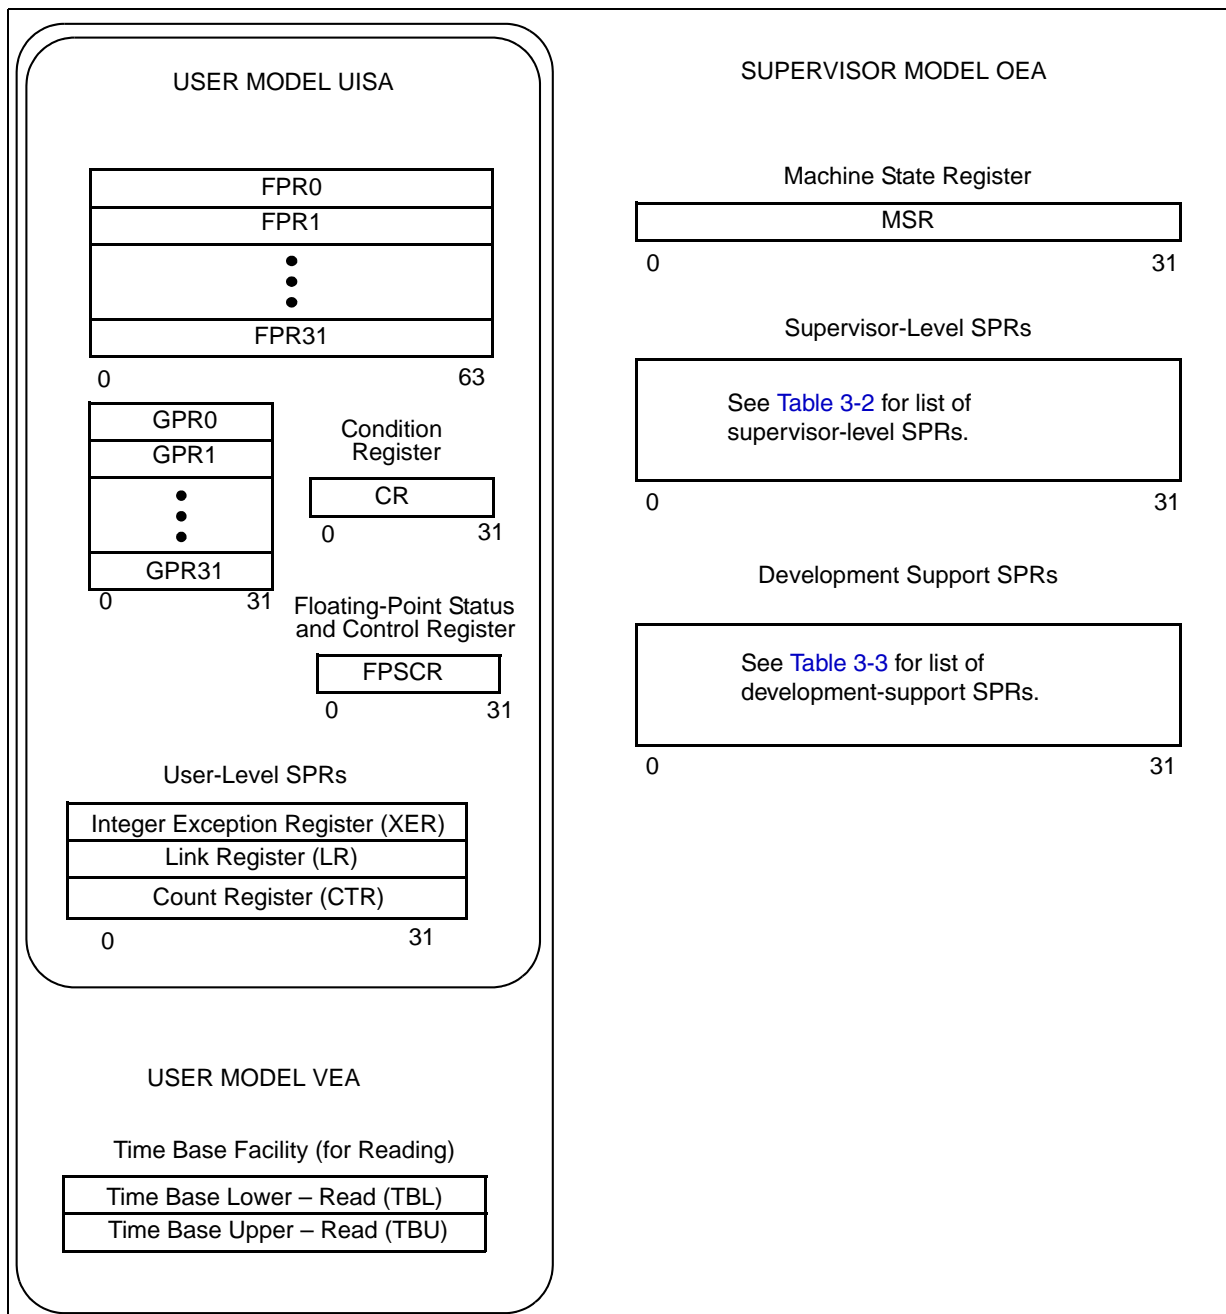 USER MODEL UISA
FPR0
FPR1
FPR31
0 63
GPR0
GPR1
GPR31
0 31
Condition
Register
CR
0 31
Floating-Point Status
and Control Register
FPSCR
0 31
User-Level SPRs
Integer Exception Register (XER)
Link Register (LR)
Count Register (CTR)
0 31
USER MODEL VEA
Time Base Facility (for Reading)
Time Base Lower – Read (TBL)
Time Base Upper – Read (TBU)
SUPERVISOR MODEL OEA
Machine State Register
MSR
0 31
Supervisor-Level SPRs
See Table 3-2 for list of
supervisor-level SPRs.
0 31
Development Support SPRs
See Table 3-3 for list of
development-support SPRs.
0 31